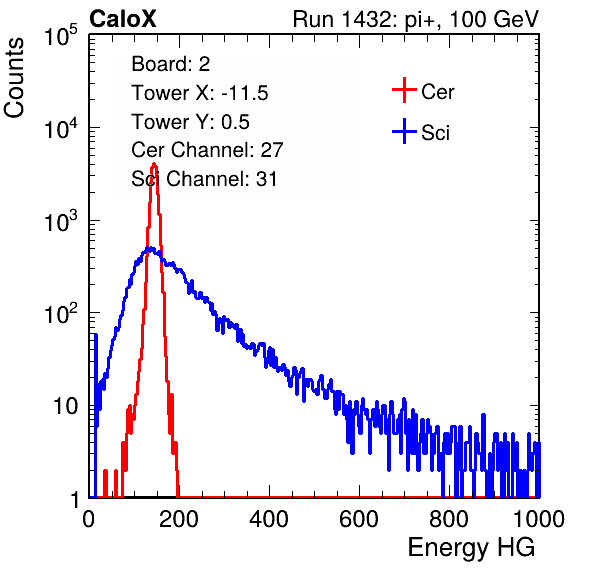 CaloX Run 1432: pi+, 100 GeV
Counts
Board: 2
Tower X: -11.5
Tower Y: 0.5
Cer Channel: 27
Sci Channel: 31
Cer
Sci
10^5
10^4
10^3
10^2
10
1
0 200 400 600 800 1000
Energy HG